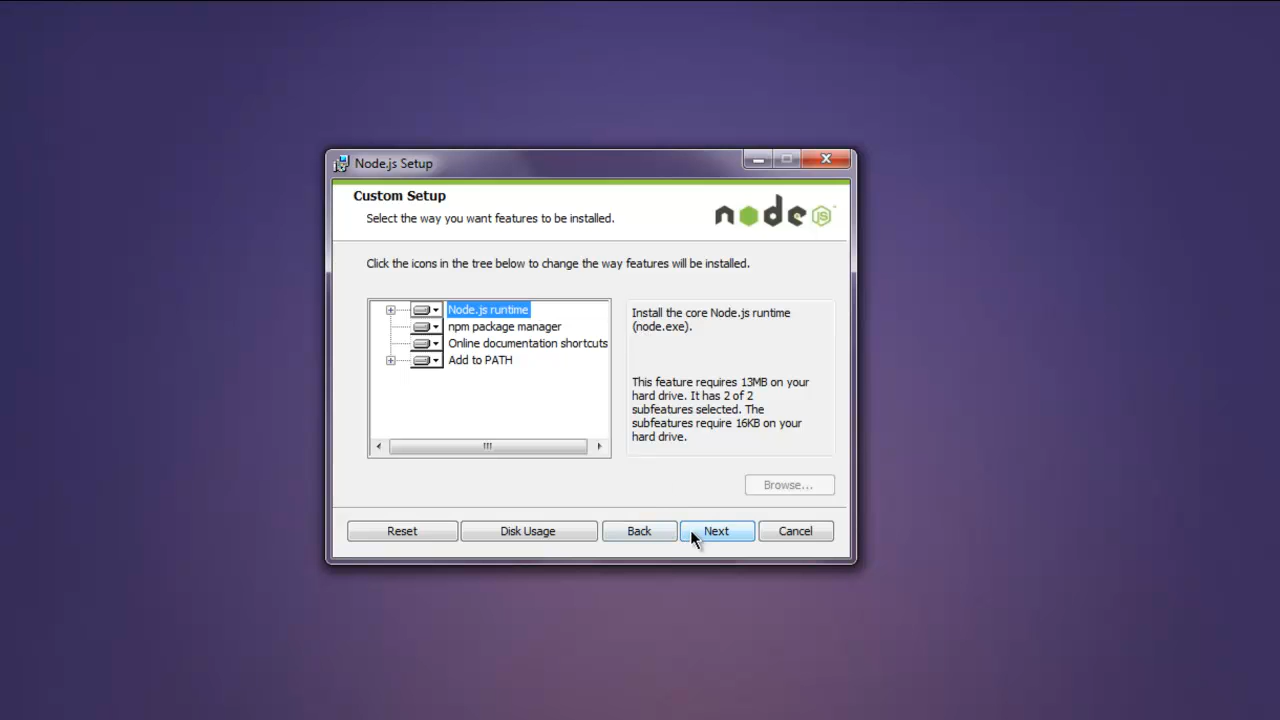 Node.js Setup
Custom Setup
Select the way you want features to be installed.
node JS ™
Click the icons in the tree below to change the way features will be installed.
Node.js runtime
npm package manager
Online documentation shortcuts
Add to PATH
Install the core Node.js runtime
(node.exe).
This feature requires 13MB on your
hard drive. It has 2 of 2
subfeatures selected. The
subfeatures require 16KB on your
hard drive.
Browse...
Reset
Disk Usage
Back
Next
Cancel